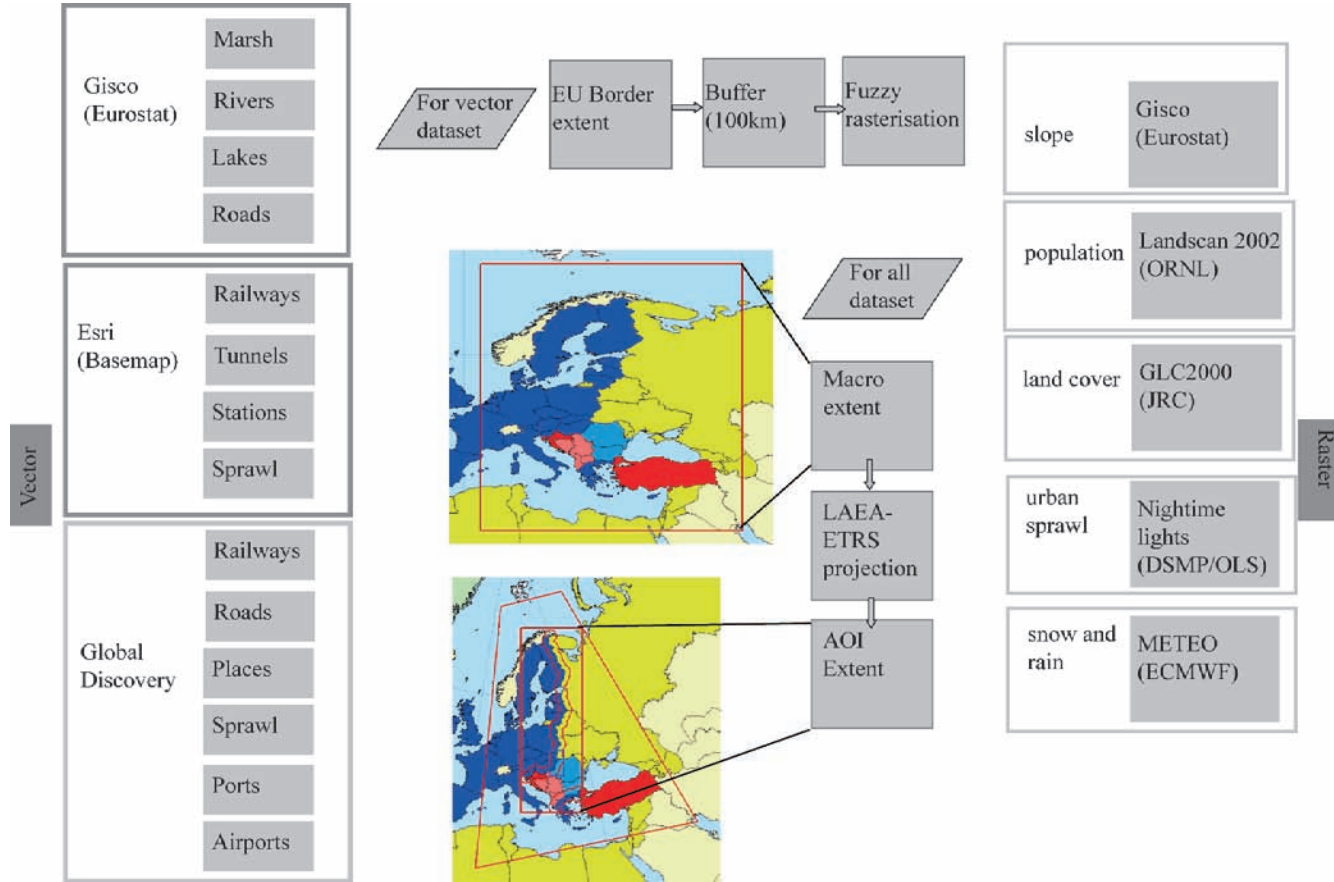 Vector
Gisco
(Eurostat)
Marsh
Rivers
Lakes
Roads
Esri
(Basemap)
Railways
Tunnels
Stations
Sprawl
Global
Discovery
Railways
Roads
Places
Sprawl
Ports
Airports
For vector
dataset
EU Border
extent
Buffer
(100km)
Fuzzy
rasterisation
For all
dataset
Macro
extent
LAEA-
ETRS
projection
AOI
Extent
slope
Gisco
(Eurostat)
population
Landscan 2002
(ORNL)
land cover
GLC2000
(JRC)
urban
sprawl
Nightime
lights
(DSMP/OLS)
snow and
rain
METEO
(ECMWF)
Raster